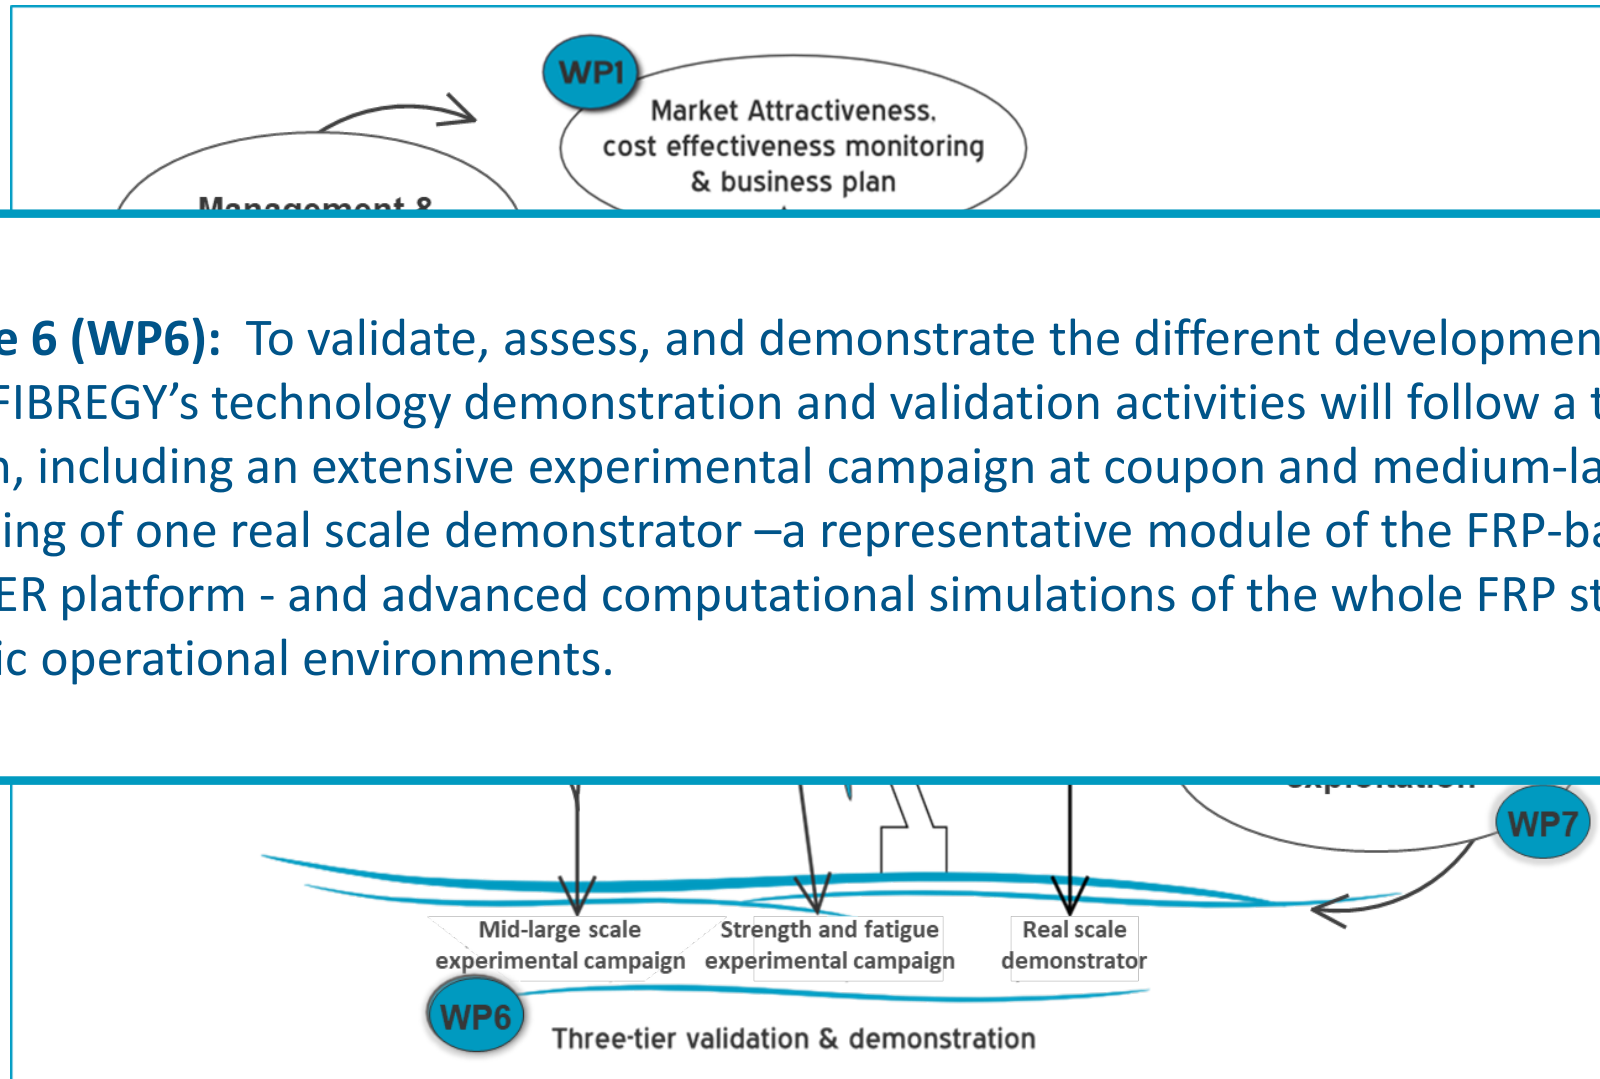 WP1
Market Attractiveness,
cost effectiveness monitoring
& business plan
Management &
e 6 (WP6): To validate, assess, and demonstrate the different developmen
FIBREGY’s technology demonstration and validation activities will follow a t
, including an extensive experimental campaign at coupon and medium-la
ing of one real scale demonstrator –a representative module of the FRP-ba
ER platform - and advanced computational simulations of the whole FRP st
ic operational environments.
exploitation
WP7
Mid-large scale
experimental campaign
Strength and fatigue
experimental campaign
Real scale
demonstrator
WP6
Three-tier validation & demonstration